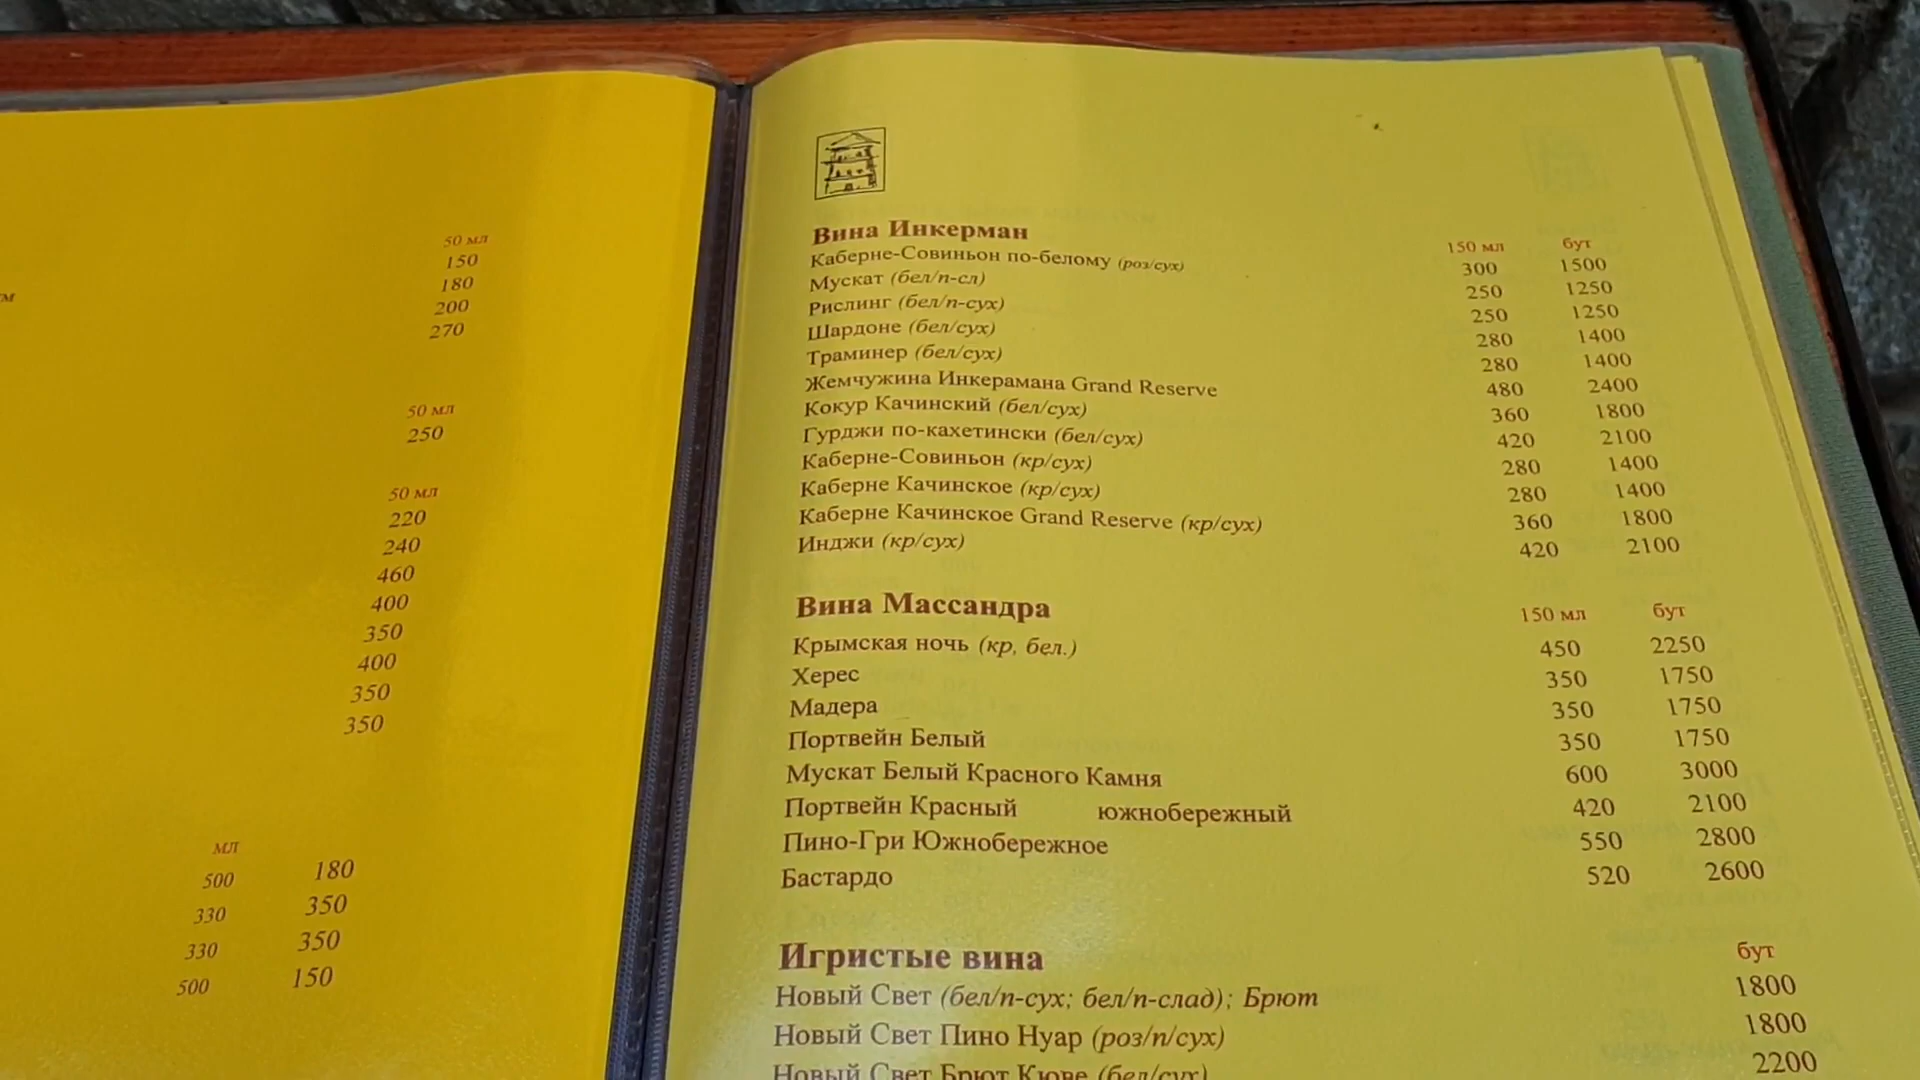 50 мл
150
180
200
270
50 мл
250
50 мл
220
240
460
400
350
400
350
350
мл
500 180
330 350
330 350
500 150
Вина Инкерман 150 мл бут
Каберне-Совиньон по-белому (роз/сух) 300 1500
Мускат (бел/п-сл) 250 1250
Рислинг (бел/п-сух) 250 1250
Шардоне (бел/сух) 280 1400
Траминер (бел/сух) 280 1400
Жемчужина Инкерамана Grand Reserve 480 2400
Кокур Качинский (бел/сух) 360 1800
Гурджи по-кахетински (бел/сух) 420 2100
Каберне-Совиньон (кр/сух) 280 1400
Каберне Качинское (кр/сух) 280 1400
Каберне Качинское Grand Reserve (кр/сух) 360 1800
Инджи (кр/сух) 420 2100
Вина Массандра 150 мл бут
Крымская ночь (кр, бел.) 450 2250
Херес 350 1750
Мадера 350 1750
Портвейн Белый 350 1750
Мускат Белый Красного Камня 600 3000
Портвейн Красный южнобережный 420 2100
Пино-Гри Южнобережное 550 2800
Бастардо 520 2600
Игристые вина бут
Новый Свет (бел/п-сух; бел/п-слад); Брют 1800
Новый Свет Пино Нуар (роз/п/сух) 1800
Новый Свет Брют Кюве (бел/сух) 2200